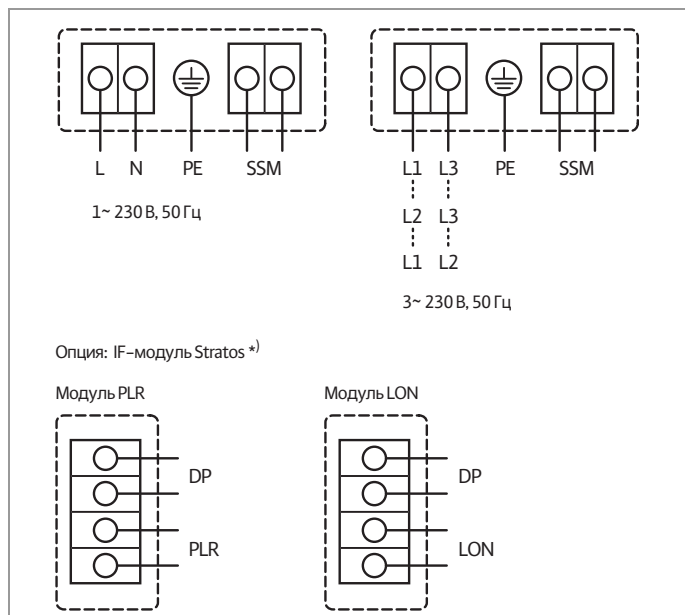 L N PE SSM
1~ 230 В, 50 Гц
L1 L3 PE SSM
L2 L3
L1 L2
3~ 230 В, 50 Гц
Опция: IF-модуль Stratos *)
Модуль PLR
DP
PLR
Модуль LON
DP
LON